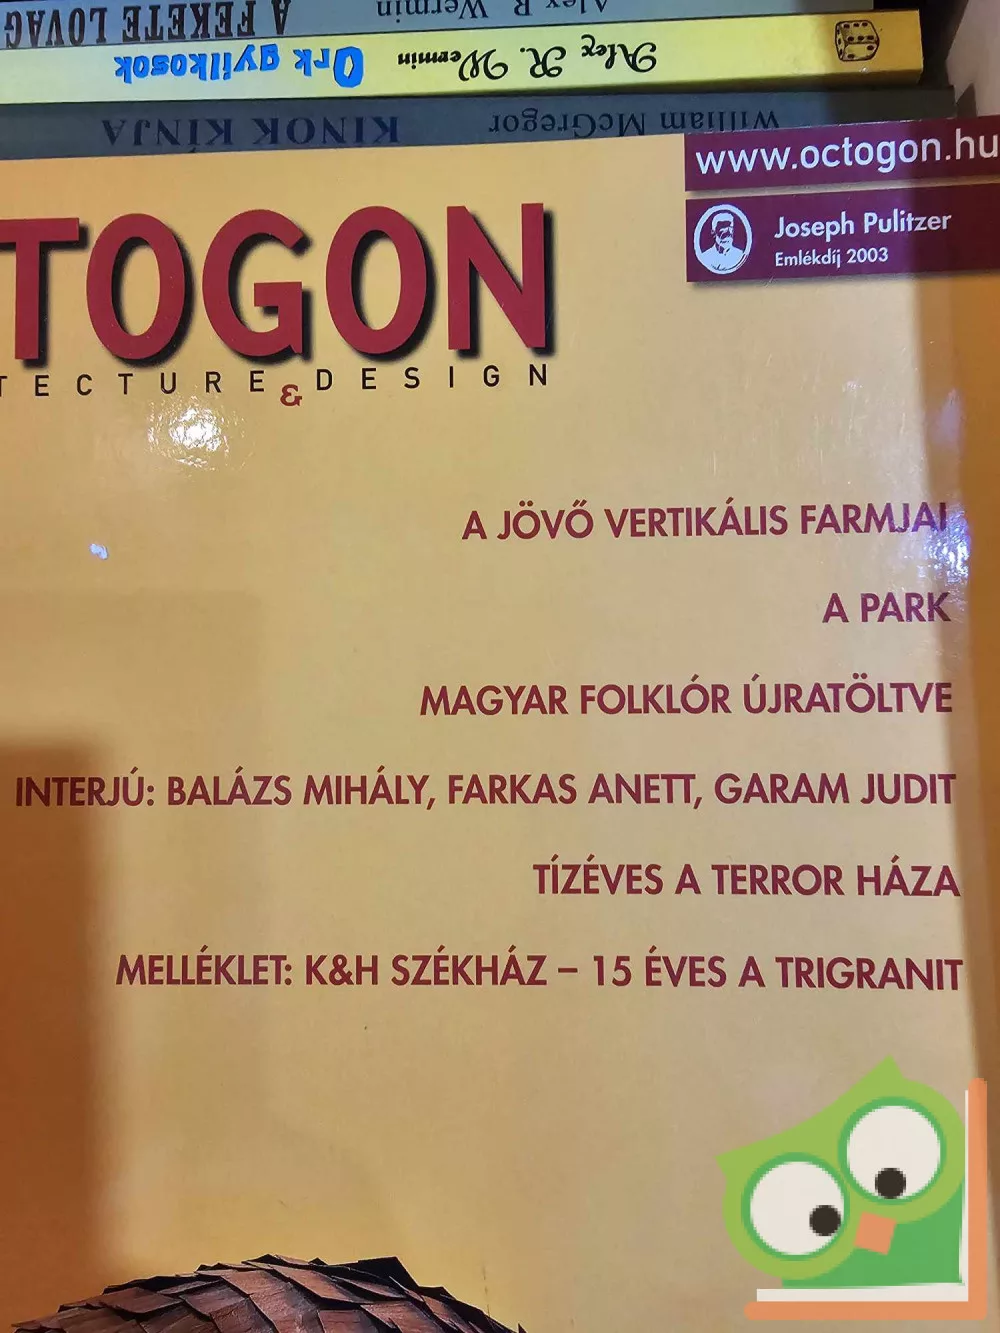 A FEKETE LOVAG
Alex R. Wermin
Ork gyilkosok
Alex R. Wermin
KINOK KÍNJA
William McGregor
www.octogon.hu
Joseph Pulitzer
Emlékdíj 2003
TOGON
TECTURE & DESIGN
A JÖVŐ VERTIKÁLIS FARMJAI
A PARK
MAGYAR FOLKLÓR ÚJRATÖLTVE
INTERJÚ: BALÁZS MIHÁLY, FARKAS ANETT, GARAM JUDIT
TÍZÉVES A TERROR HÁZA
MELLÉKLET: K&H SZÉKHÁZ – 15 ÉVES A TRIGRANIT